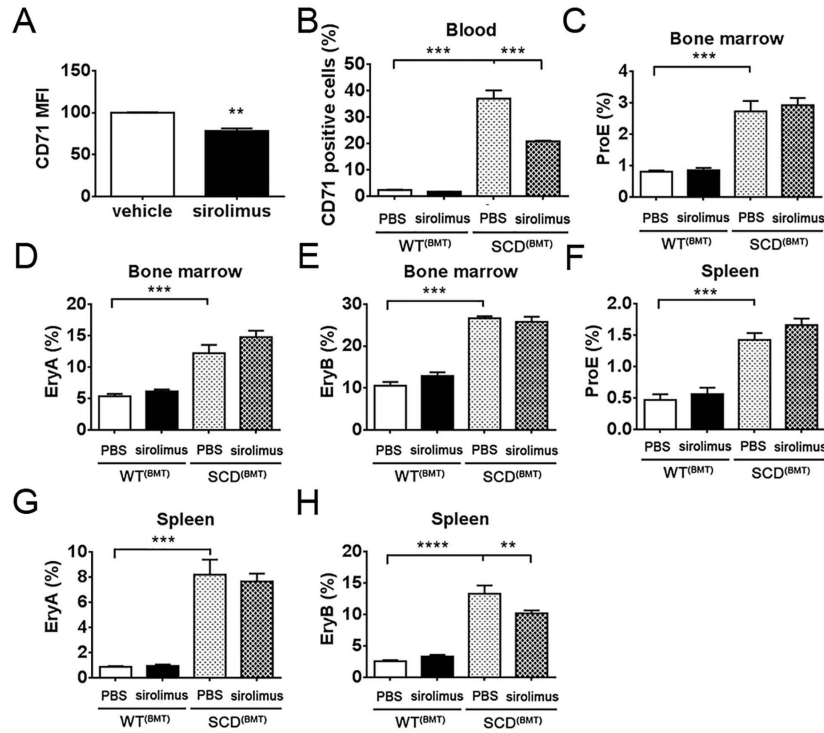 A
CD71 MFI
150
100
50
0
**
vehicle sirolimus
B
Blood
CD71 positive cells (%)
60
50
40
30
20
10
0
*** ***
PBS sirolimus PBS sirolimus
WT(BMT) SCD(BMT)
C
Bone marrow
ProE (%)
4
3
2
1
0
***
PBS sirolimus PBS sirolimus
WT(BMT) SCD(BMT)
D
Bone marrow
EryA (%)
20
15
10
5
0
***
PBS sirolimus PBS sirolimus
WT(BMT) SCD(BMT)
E
Bone marrow
EryB (%)
30
20
10
0
***
PBS sirolimus PBS sirolimus
WT(BMT) SCD(BMT)
F
Spleen
ProE (%)
2.0
1.5
1.0
0.5
0.0
***
PBS sirolimus PBS sirolimus
WT(BMT) SCD(BMT)
G
Spleen
EryA (%)
10
8
6
4
2
0
***
PBS sirolimus PBS sirolimus
WT(BMT) SCD(BMT)
H
Spleen
EryB (%)
20
15
10
5
0
**** **
PBS sirolimus PBS sirolimus
WT(BMT) SCD(BMT)